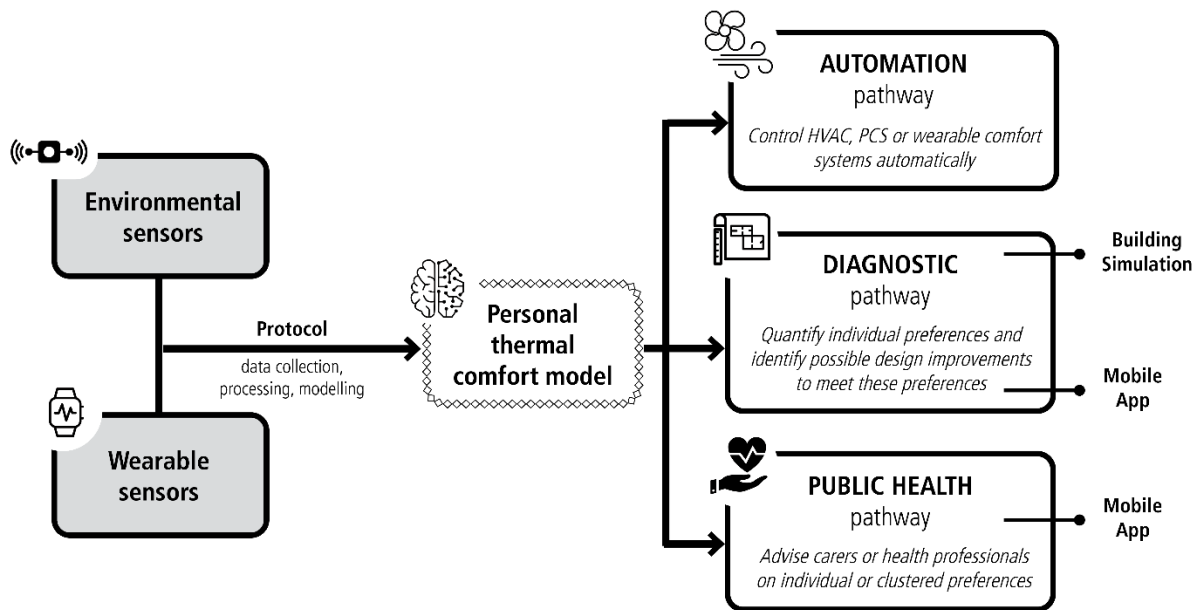 Environmental
sensors
Wearable
sensors
Protocol
data collection,
processing, modelling
Personal
thermal
comfort model
AUTOMATION
pathway
Control HVAC, PCS or wearable comfort
systems automatically
DIAGNOSTIC
pathway
Quantify individual preferences and
identify possible design improvements
to meet these preferences
Building
Simulation
Mobile
App
PUBLIC HEALTH
pathway
Advise carers or health professionals
on individual or clustered preferences
Mobile
App